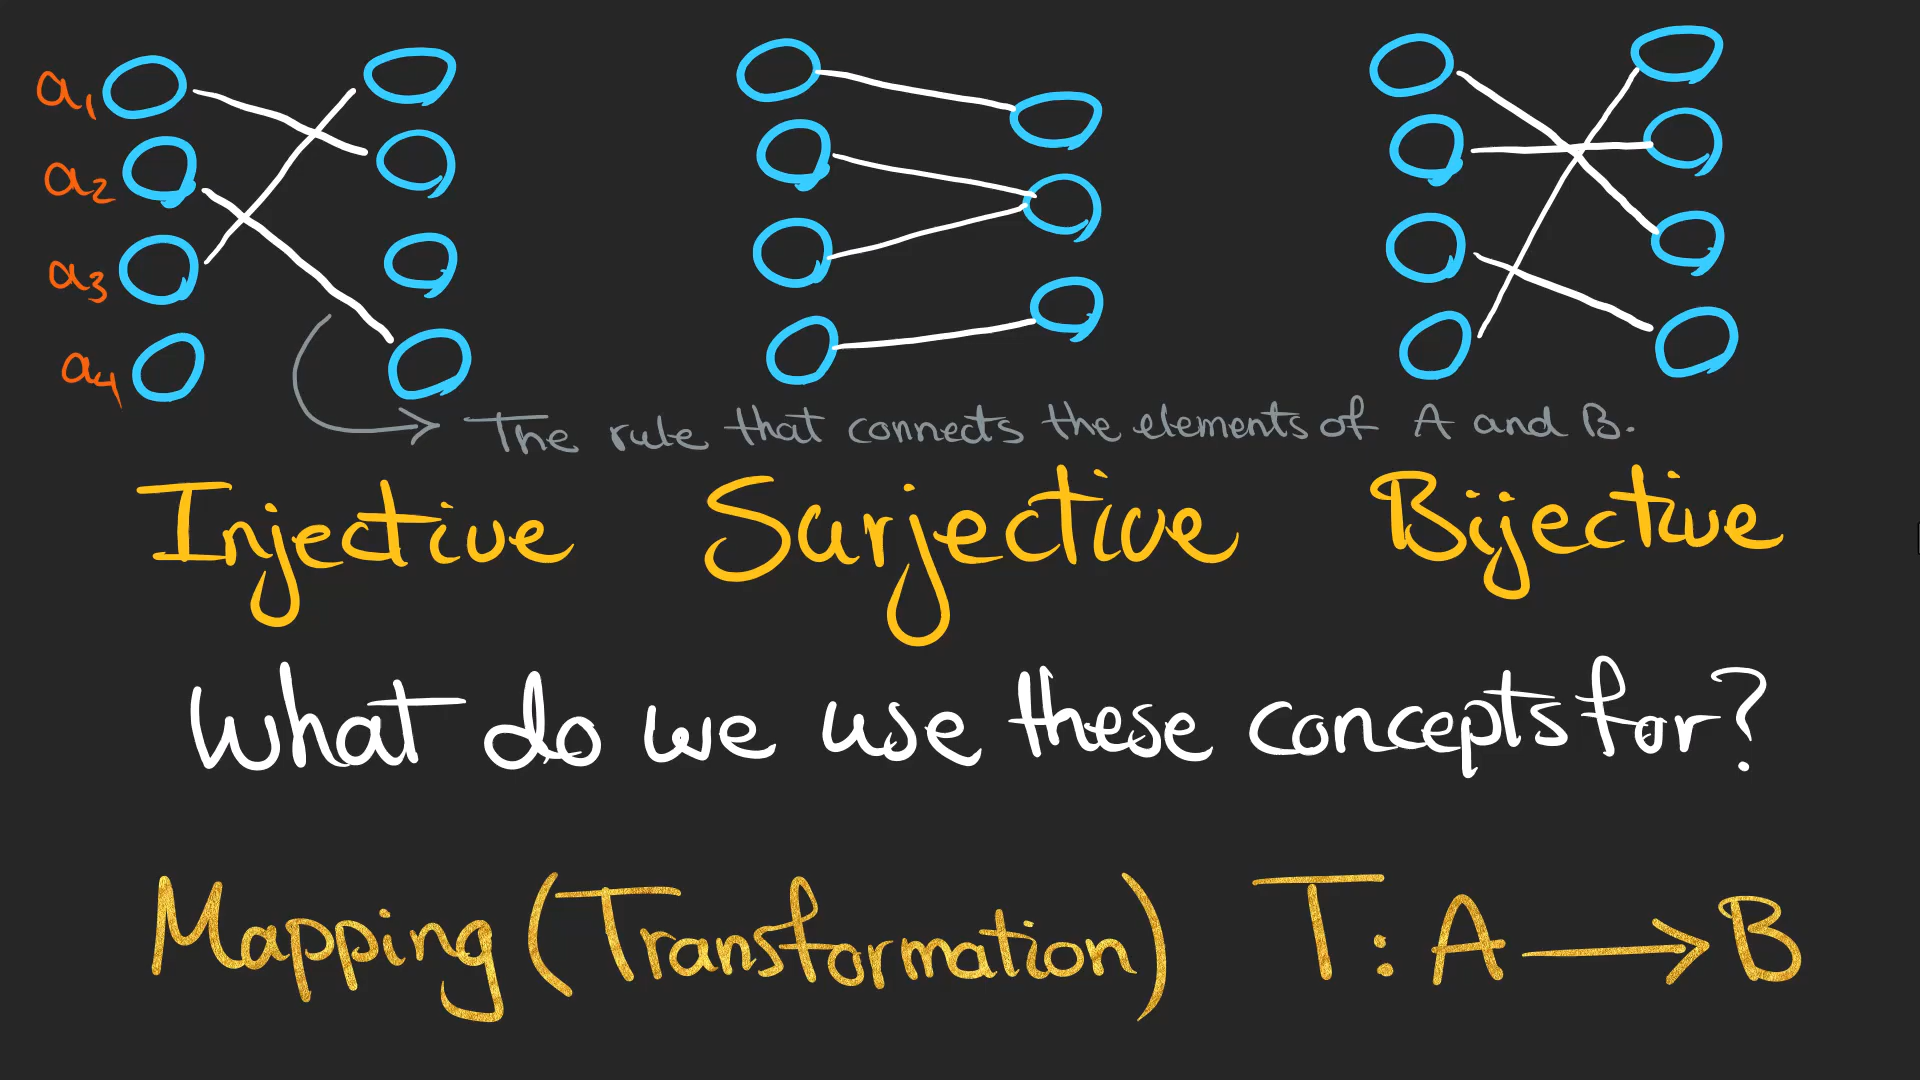 a1
a2
a3
a4
The rule that connects the elements of A and B.
Injective Surjective Bijective
What do we use these concepts for?
Mapping (Transformation) T: A → B